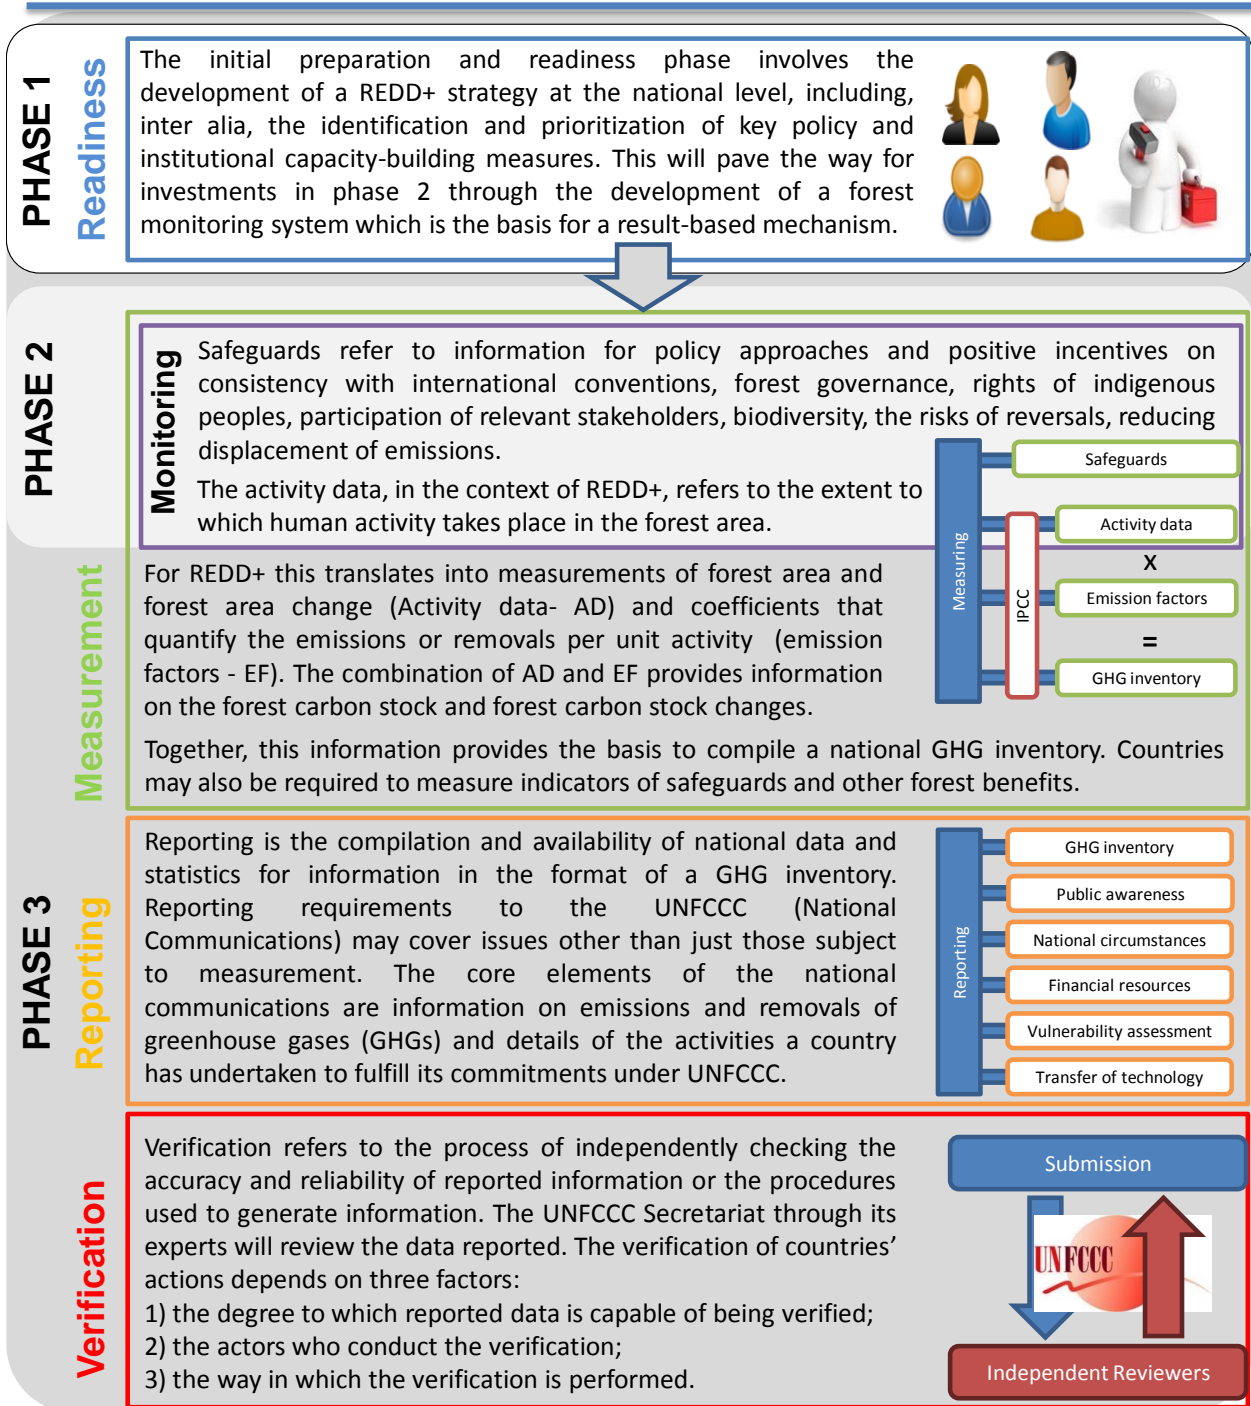 PHASE 1
Readiness
The initial preparation and readiness phase involves the
development of a REDD+ strategy at the national level, including,
inter alia, the identification and prioritization of key policy and
institutional capacity-building measures. This will pave the way for
investments in phase 2 through the development of a forest
monitoring system which is the basis for a result-based mechanism.
PHASE 2
Monitoring
Safeguards refer to information for policy approaches and positive incentives on
consistency with international conventions, forest governance, rights of indigenous
peoples, participation of relevant stakeholders, biodiversity, the risks of reversals, reducing
displacement of emissions.
The activity data, in the context of REDD+, refers to the extent to
which human activity takes place in the forest area.
Measurement
For REDD+ this translates into measurements of forest area and
forest area change (Activity data- AD) and coefficients that
quantify the emissions or removals per unit activity (emission
factors - EF). The combination of AD and EF provides information
on the forest carbon stock and forest carbon stock changes.
Together, this information provides the basis to compile a national GHG inventory. Countries
may also be required to measure indicators of safeguards and other forest benefits.
Measuring
IPCC
Safeguards
Activity data
X
Emission factors
=
GHG inventory
PHASE 3
Reporting
Reporting is the compilation and availability of national data and
statistics for information in the format of a GHG inventory.
Reporting requirements to the UNFCCC (National
Communications) may cover issues other than just those subject
to measurement. The core elements of the national
communications are information on emissions and removals of
greenhouse gases (GHGs) and details of the activities a country
has undertaken to fulfill its commitments under UNFCCC.
Reporting
GHG inventory
Public awareness
National circumstances
Financial resources
Vulnerability assessment
Transfer of technology
Verification
Verification refers to the process of independently checking the
accuracy and reliability of reported information or the procedures
used to generate information. The UNFCCC Secretariat through its
experts will review the data reported. The verification of countries’
actions depends on three factors:
1) the degree to which reported data is capable of being verified;
2) the actors who conduct the verification;
3) the way in which the verification is performed.
Submission
UNFCCC
Independent Reviewers